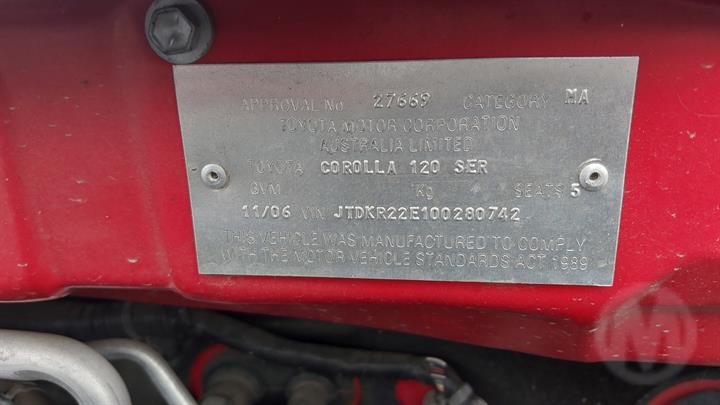 APPROVAL No 27669 CATEGORY MA
TOYOTA MOTOR CORPORATION
AUSTRALIA LIMITED
TOYOTA COROLLA 120 SER
GVM Kg SEATS 5
11/06 VIN JTDKR22E100280742
THIS VEHICLE WAS MANUFACTURED TO COMPLY
WITH THE MOTOR VEHICLE STANDARDS ACT 1989
M